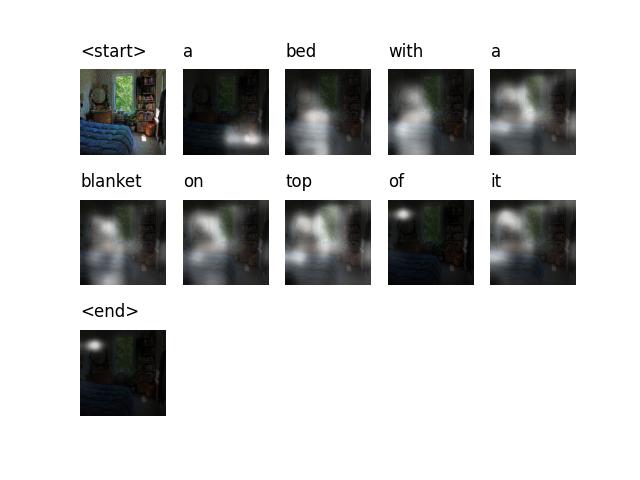 <start> a bed with a
blanket on top of it
<end>